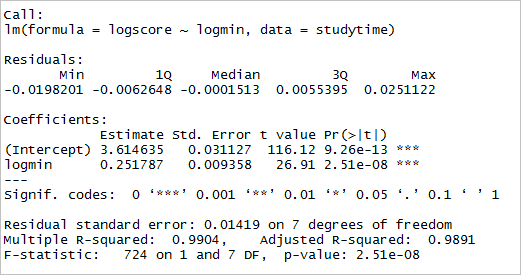 Call:
lm(formula = logscore ~ logmin, data = studytime)
Residuals:
Min 1Q Median 3Q Max
-0.0198201 -0.0062648 -0.0001513 0.0055395 0.0251122
Coefficients:
Estimate Std. Error t value Pr(>|t|)
(Intercept) 3.614635 0.031127 116.12 9.26e-13 ***
logmin 0.251787 0.009358 26.91 2.51e-08 ***
---
Signif. codes: 0 ‘***’ 0.001 ‘**’ 0.01 ‘*’ 0.05 ‘.’ 0.1 ‘ ’ 1
Residual standard error: 0.01419 on 7 degrees of freedom
Multiple R-squared: 0.9904, Adjusted R-squared: 0.9891
F-statistic: 724 on 1 and 7 DF, p-value: 2.51e-08